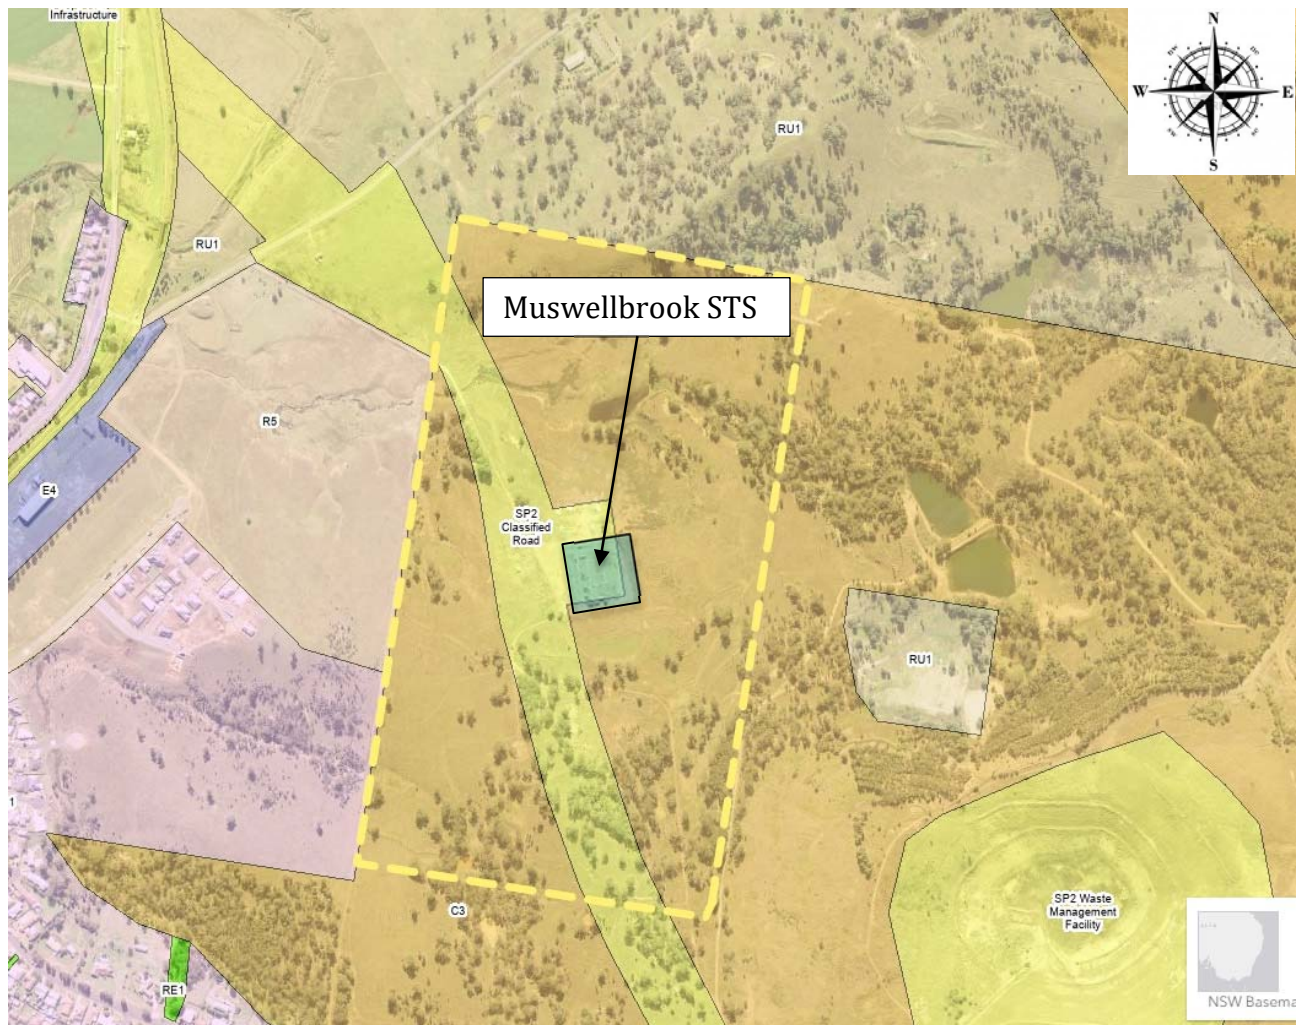 Infrastructure
N
W
E
S
RU1
RU1
Muswellbrook STS
R5
E4
SP2
Classified
Road
RU1
1
C3
SP2 Waste
Management
Facility
RE1
NSW Basema